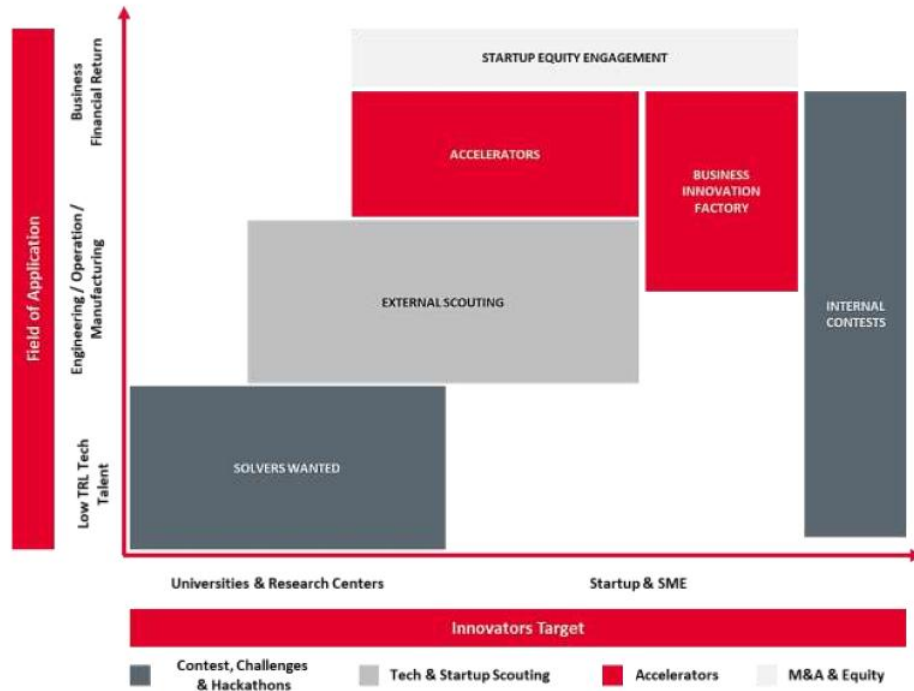 Field of Application
Business
Financial Return
Engineering / Operation /
Manufacturing
Low TRL Tech
Talent
STARTUP EQUITY ENGAGEMENT
ACCELERATORS
BUSINESS
INNOVATION
FACTORY
EXTERNAL SCOUTING
INTERNAL
CONTESTS
SOLVERS WANTED
Universities & Research Centers
Startup & SME
Innovators Target
Contest, Challenges
& Hackathons
Tech & Startup Scouting
Accelerators
M&A & Equity